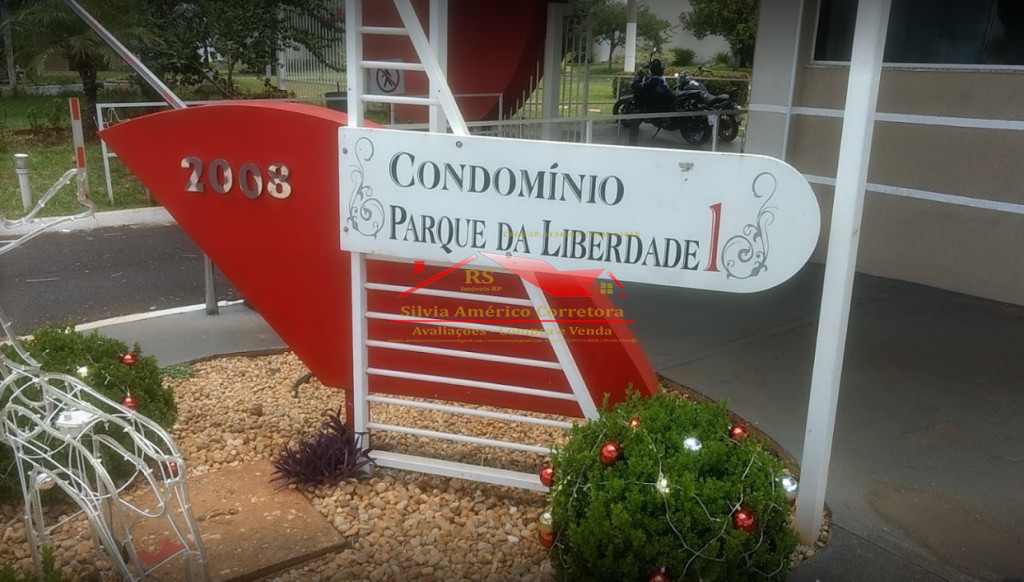 2008
CONDOMÍNIO
PARQUE DA LIBERDADE 1
RS
Imóveis RP
Silvia Américo Corretora
Avaliações - Compra e Venda